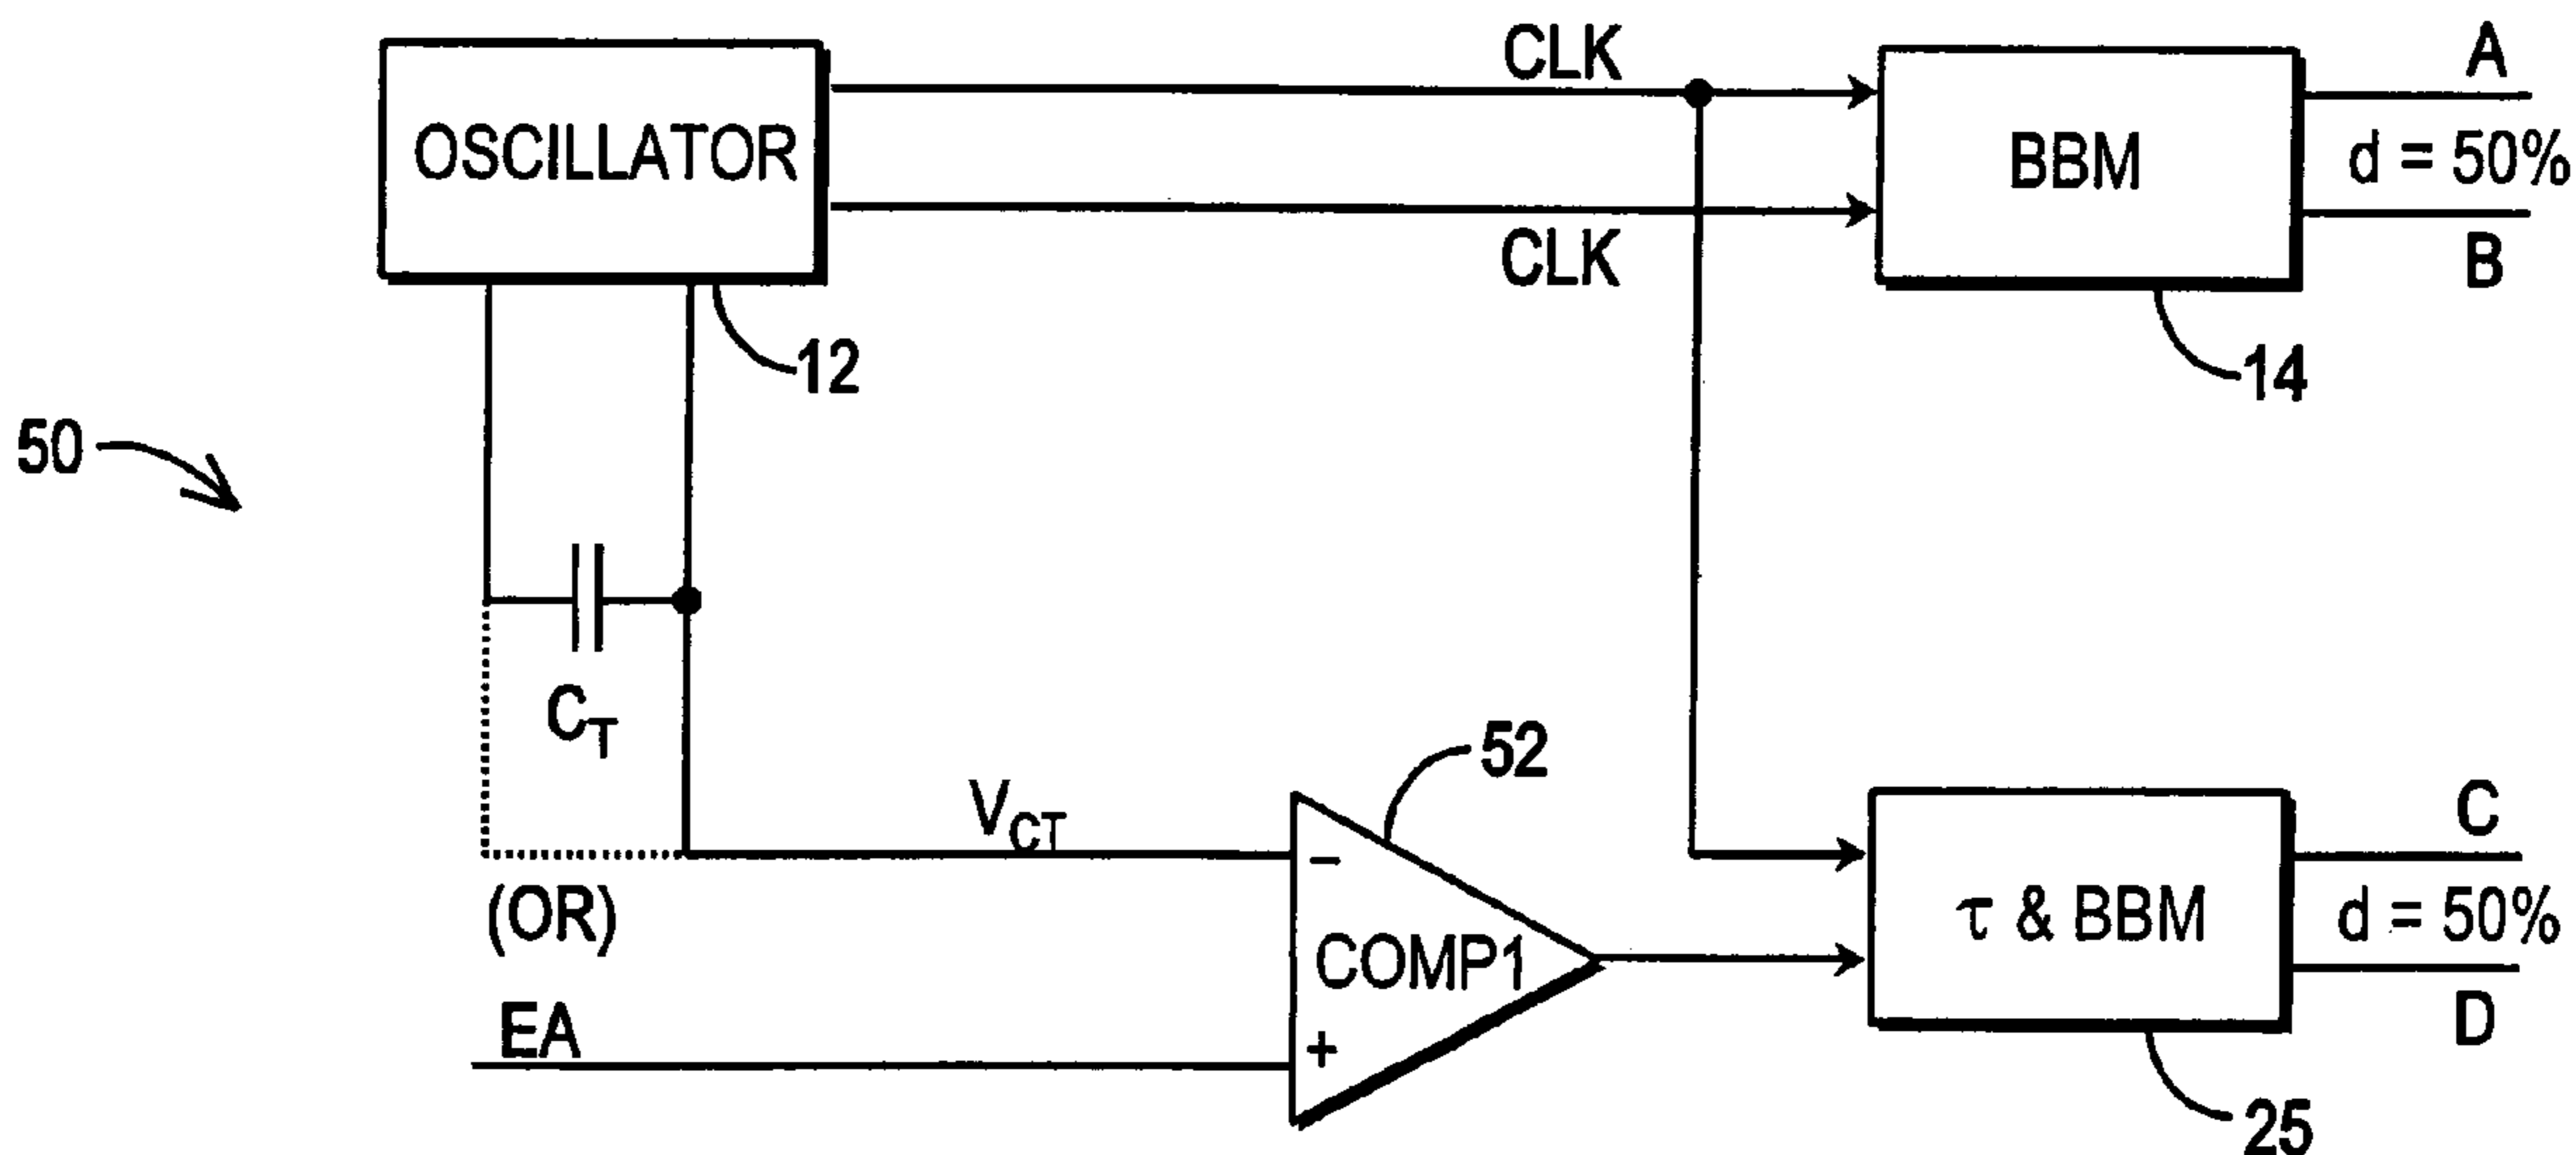 CLK
A
OSCILLATOR
BBM
d = 50%
CLK
B
12
14
50
C_T
52
V_CT
C
(OR)
τ & BBM
d = 50%
COMP1
−
+
EA
D
25